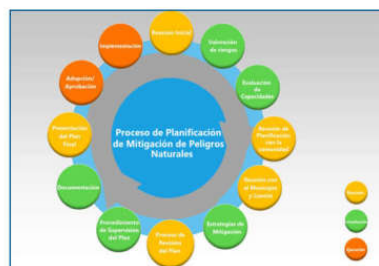 Reunion Inicial
Valoración
de riesgos
Evaluación
de
Capacidades
Reunión de
Planificación
con la
comunidad
Reunión con
el Municipio
y Comité
Estrategias de
Mitigación
Proceso de
Revisión
del Plan
Procedimiento
de Supervisión
del Plan
Documentación
Presentación
del Plan
Final
Adopción/
Aprobación
Implementación
Proceso de Planificación
de Mitigación de Peligros
Naturales